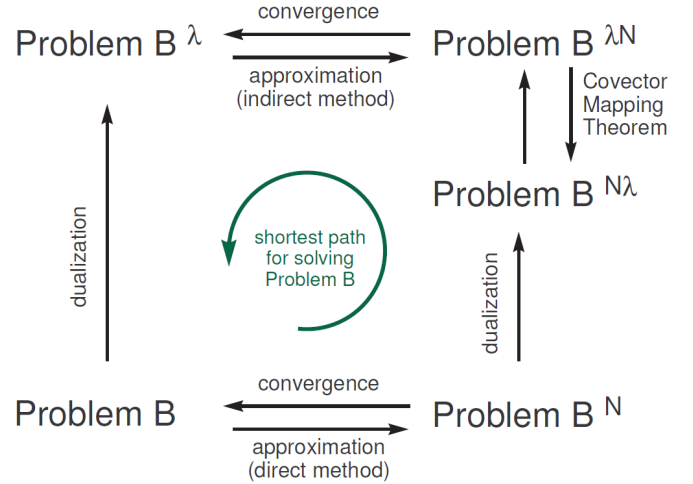 convergence
Problem B λ
Problem B λN
approximation
(indirect method)
Covector
Mapping
Theorem
Problem B Nλ
shortest path
for solving
Problem B
dualization
dualization
convergence
Problem B
Problem B N
approximation
(direct method)